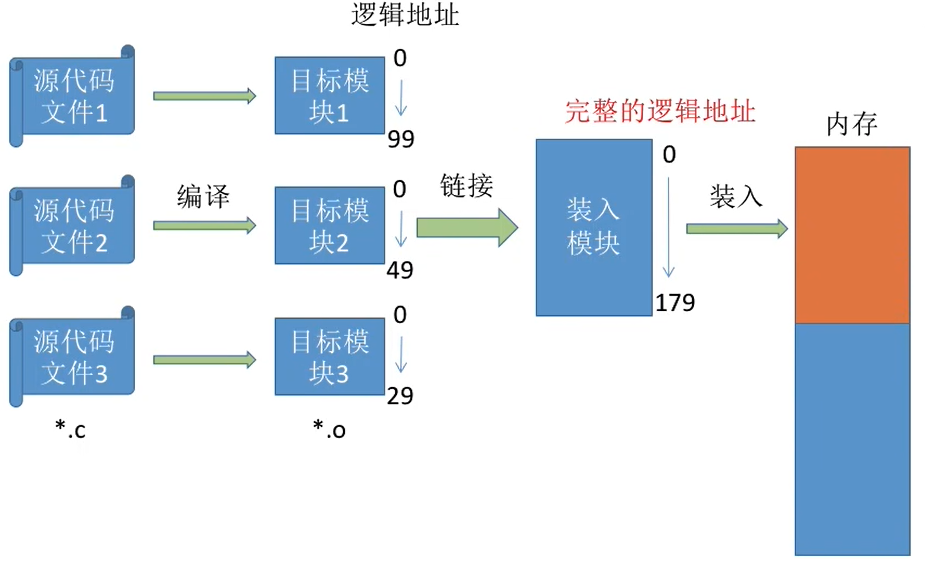 逻辑地址
源代码
文件1
目标模
块1
0
99
源代码
文件2
编译
目标模
块2
0
49
链接
完整的逻辑地址
装入
模块
0
179
装入
内存
源代码
文件3
目标模
块3
0
29
*.c
*.o